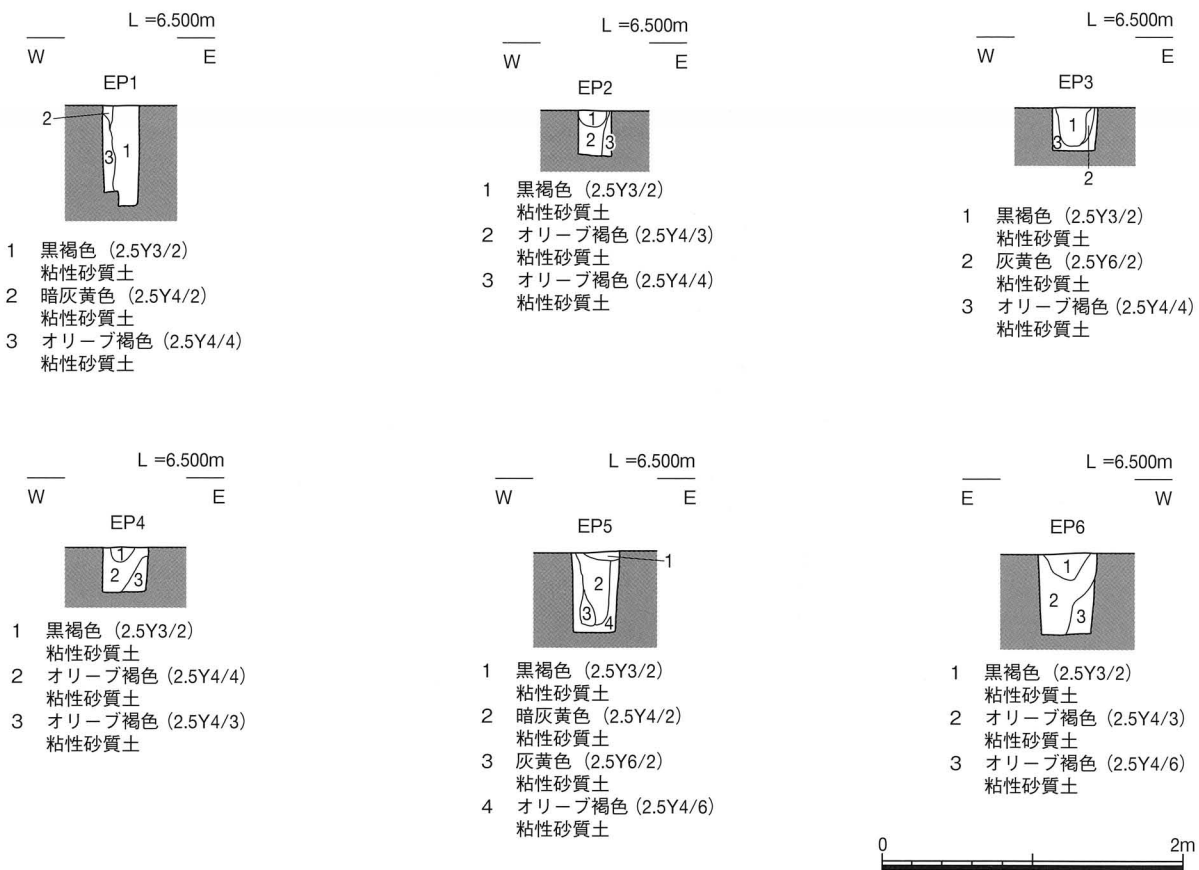 L =6.500m
W E
EP1
2
3 1
1 黒褐色 (2.5Y3/2)
粘性砂質土
2 暗灰黄色 (2.5Y4/2)
粘性砂質土
3 オリーブ褐色 (2.5Y4/4)
粘性砂質土
L =6.500m
W E
EP2
1
2 3
1 黒褐色 (2.5Y3/2)
粘性砂質土
2 オリーブ褐色 (2.5Y4/3)
粘性砂質土
3 オリーブ褐色 (2.5Y4/4)
粘性砂質土
L =6.500m
W E
EP3
1
3
2
1 黒褐色 (2.5Y3/2)
粘性砂質土
2 灰黄色 (2.5Y6/2)
粘性砂質土
3 オリーブ褐色 (2.5Y4/4)
粘性砂質土
L =6.500m
W E
EP4
1
2 3
1 黒褐色 (2.5Y3/2)
粘性砂質土
2 オリーブ褐色 (2.5Y4/4)
粘性砂質土
3 オリーブ褐色 (2.5Y4/3)
粘性砂質土
L =6.500m
W E
EP5
1
2
3 4
1 黒褐色 (2.5Y3/2)
粘性砂質土
2 暗灰黄色 (2.5Y4/2)
粘性砂質土
3 灰黄色 (2.5Y6/2)
粘性砂質土
4 オリーブ褐色 (2.5Y4/6)
粘性砂質土
L =6.500m
E W
EP6
1
2
3
1 黒褐色 (2.5Y3/2)
粘性砂質土
2 オリーブ褐色 (2.5Y4/3)
粘性砂質土
3 オリーブ褐色 (2.5Y4/6)
粘性砂質土
0 2m